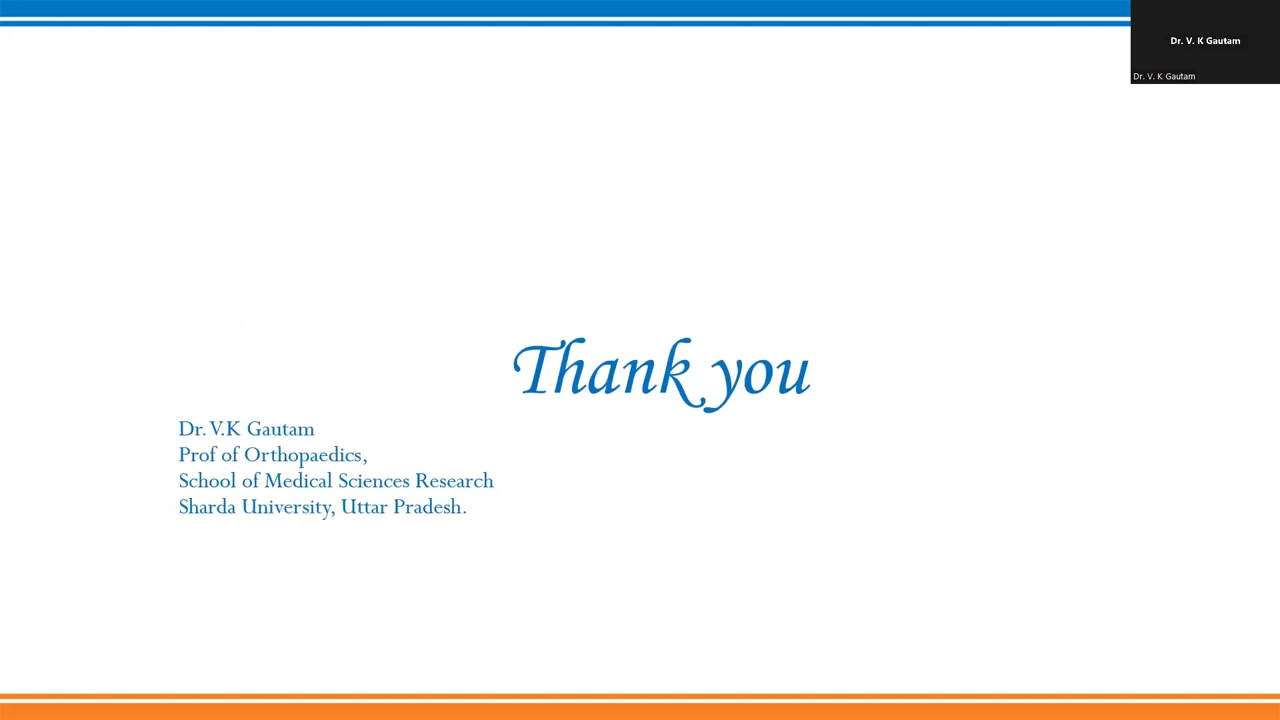 Dr. V. K Gautam
Dr. V. K Gautam
Thank you
Dr. V.K Gautam
Prof of Orthopaedics,
School of Medical Sciences Research
Sharda University, Uttar Pradesh.